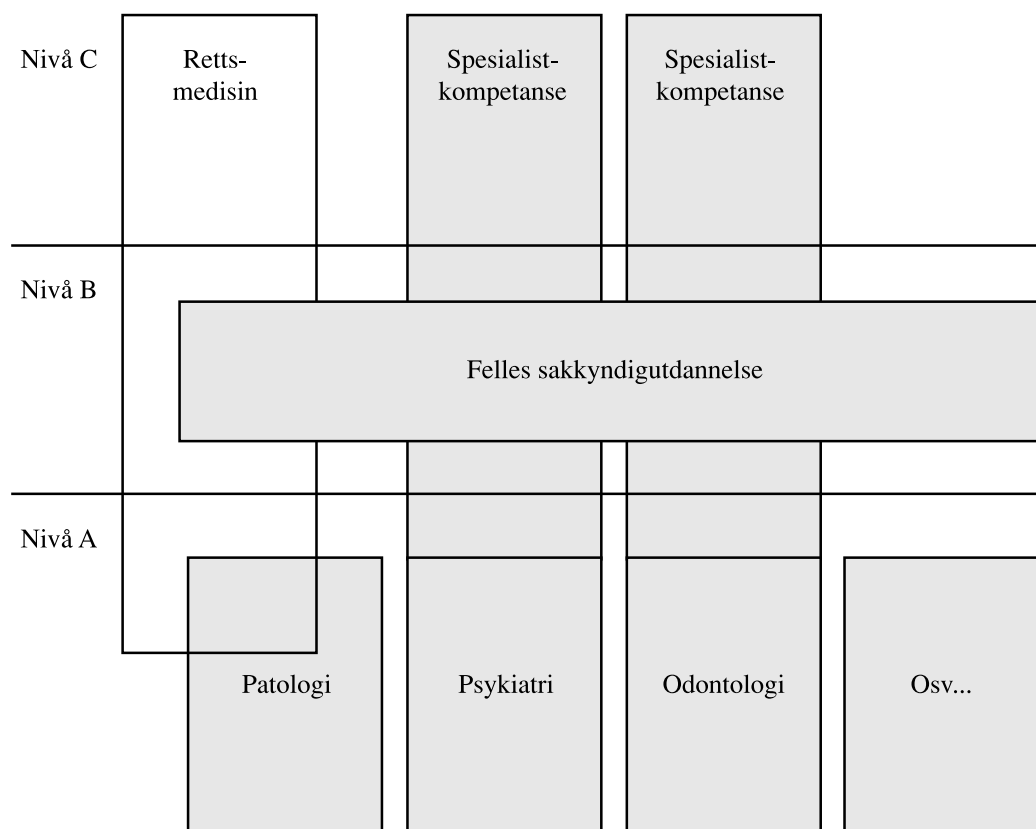 Nivå C
Retts-
medisin
Spesialist-
kompetanse
Spesialist-
kompetanse
Nivå B
Felles sakkyndigutdannelse
Nivå A
Patologi
Psykiatri
Odontologi
Osv...